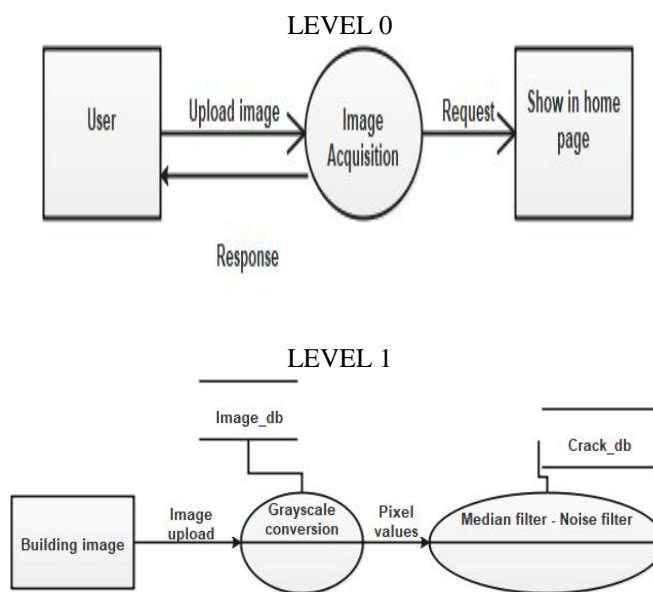 LEVEL 0
User
Upload image
Image
Acquisition
Request
Show in home
page
Response
LEVEL 1
Image_db
Crack_db
Building image
Image
upload
Grayscale
conversion
Pixel
values
Median filter - Noise filter